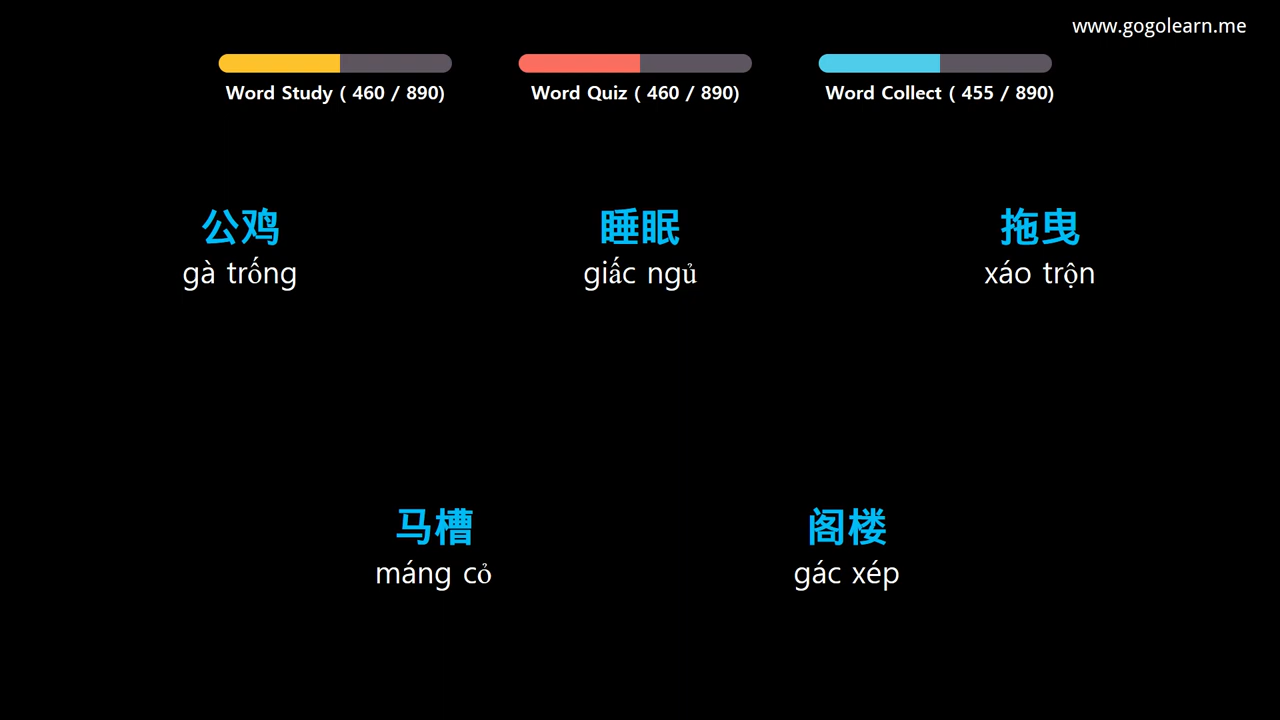 www.gogolearn.me
Word Study ( 460 / 890)
Word Quiz ( 460 / 890)
Word Collect ( 455 / 890)
公鸡
gà trống
睡眠
giấc ngủ
拖曳
xáo trộn
马槽
máng cỏ
阁楼
gác xép